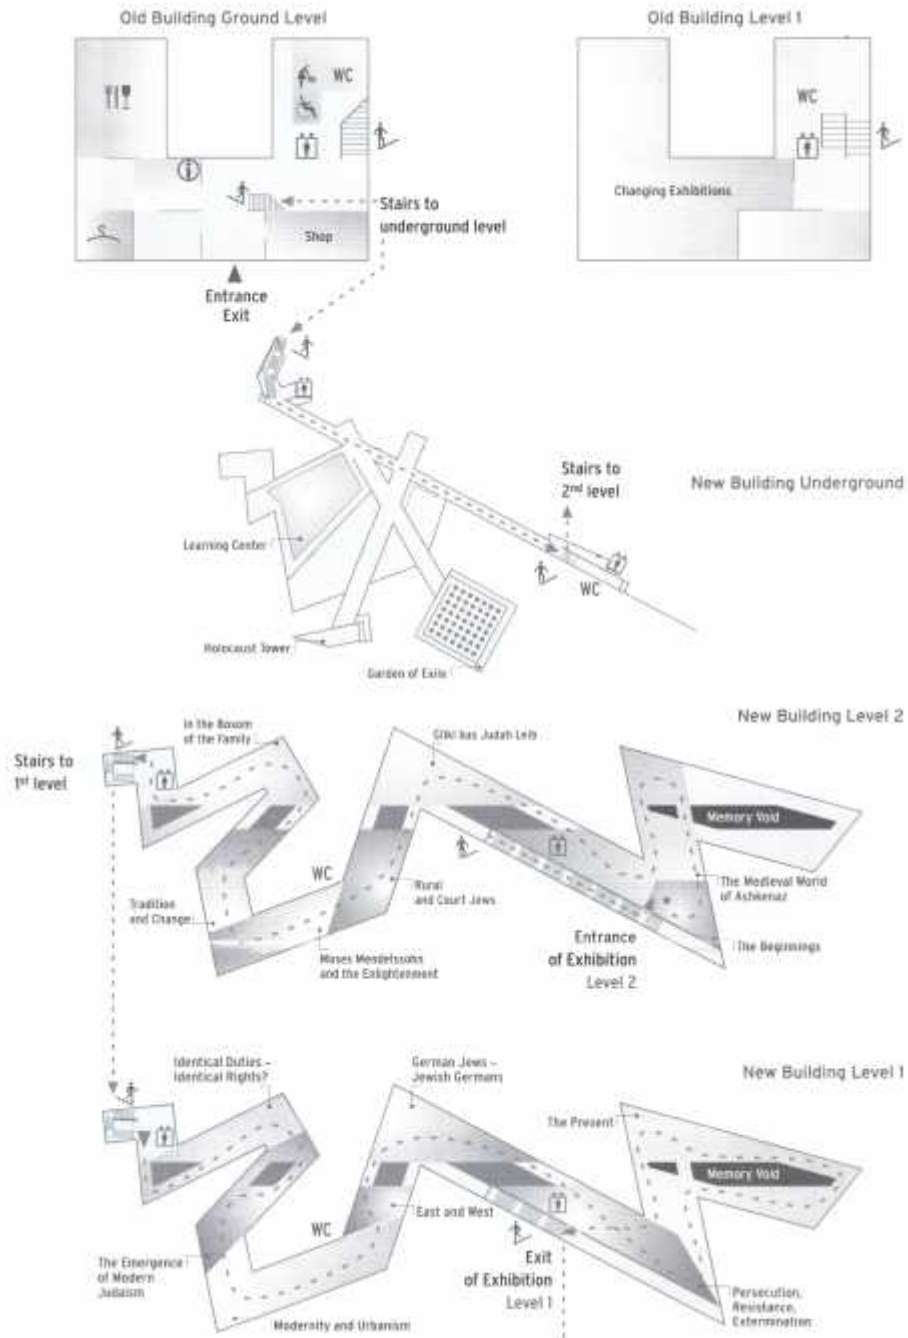 Old Building Ground Level
Old Building Level 1
WC
WC
Changing Exhibitions
Stairs to
underground level
Shop
Entrance
Exit
Stairs to
2nd level
New Building Underground
Learning Center
WC
Holocaust Tower
Garden of Exile
New Building Level 2
In the Bosom
of the Family
Glikl bas Judah Leib
Stairs to
1st level
Memory Void
WC
The Medieval World
of Ashkenaz
Rural
and Court Jews
Tradition
and Change
Entrance
of Exhibition
Level 2
The Beginnings
Moses Mendelssohn
and the Enlightenment
Identical Duties –
Identical Rights?
German Jews –
Jewish Germans
New Building Level 1
The Present
Memory Void
East and West
WC
Exit
of Exhibition
Level 1
The Emergence
of Modern
Judaism
Persecution,
Resistance,
Extermination
Modernity and Urbanism